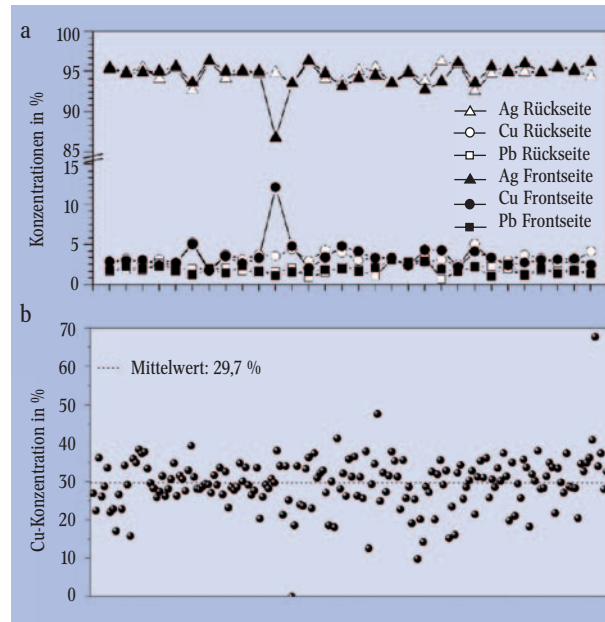 a
Konzentrationen in %
100
95
90
85
15
10
5
0
Ag Rückseite
Cu Rückseite
Pb Rückseite
Ag Frontseite
Cu Frontseite
Pb Frontseite
b
Cu-Konzentration in %
70
60
50
40
30
20
10
0
Mittelwert: 29,7 %